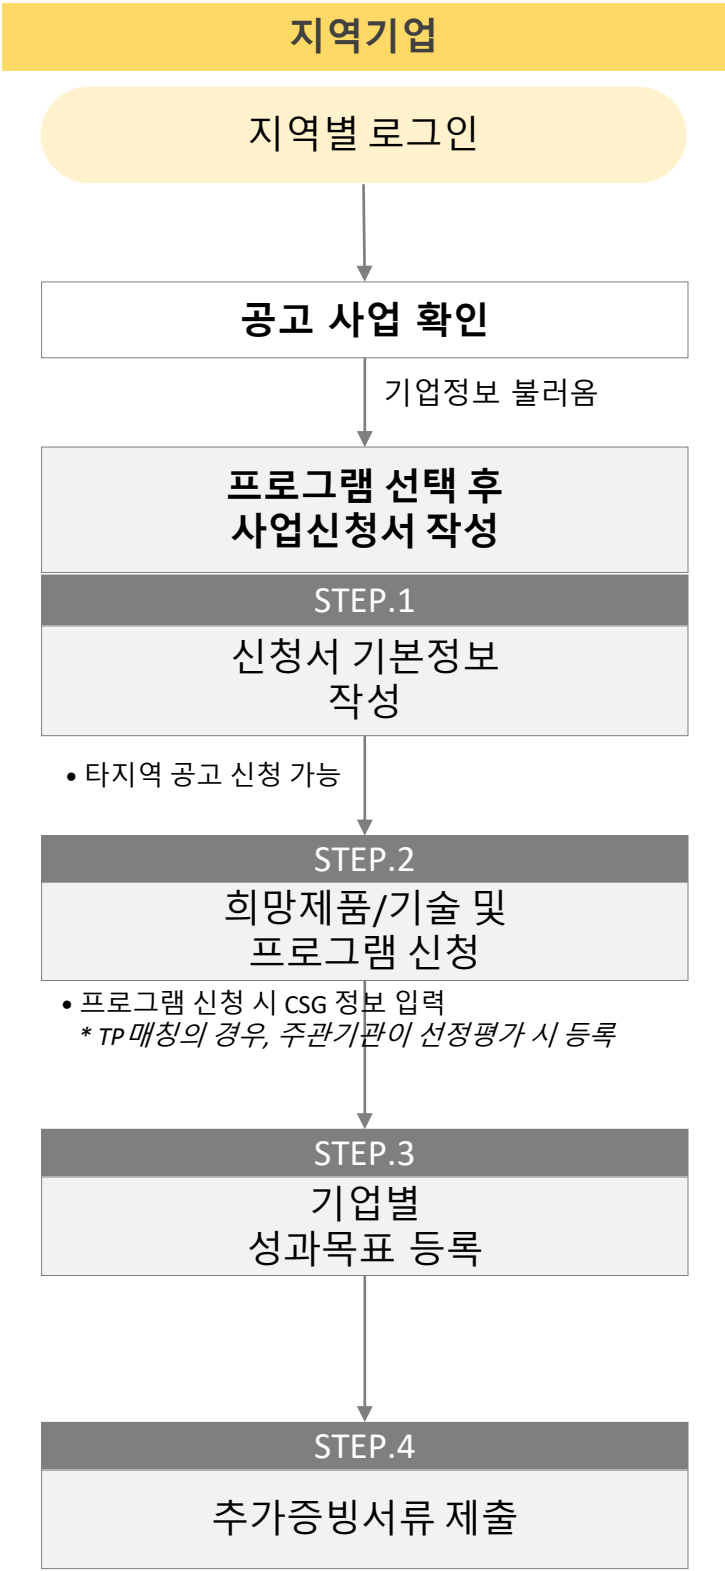 지역기업
지역별 로그인
공고 사업 확인
기업정보 불러옴
프로그램 선택 후
사업신청서 작성
STEP.1
신청서 기본정보
작성
• 타지역 공고 신청 가능
STEP.2
희망제품/기술 및
프로그램 신청
• 프로그램 신청 시 CSG 정보 입력
* TP 매칭의 경우, 주관기관이 선정평가 시 등록
STEP.3
기업별
성과목표 등록
STEP.4
추가증빙서류 제출